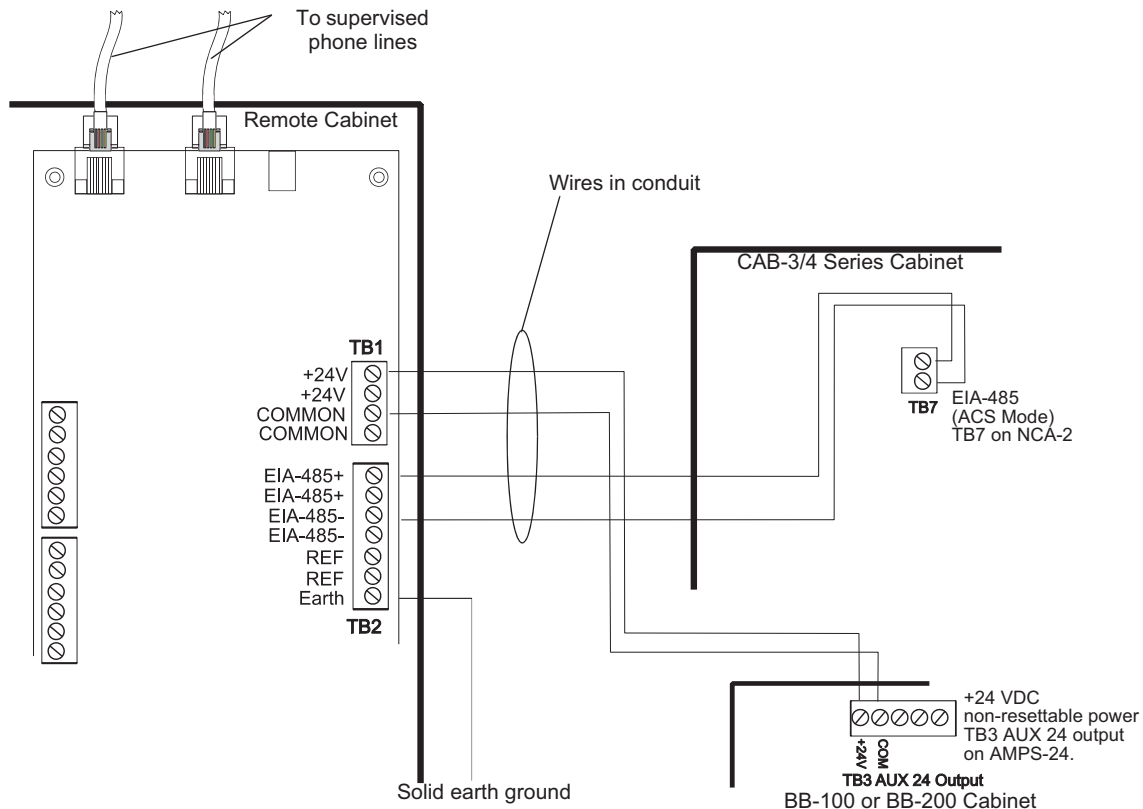 To supervised
phone lines
Remote Cabinet
Wires in conduit
CAB-3/4 Series Cabinet
TB1
+24V
+24V
COMMON
COMMON
TB7
EIA-485
(ACS Mode)
TB7 on NCA-2
EIA-485+
EIA-485+
EIA-485-
EIA-485-
REF
REF
Earth
TB2
+24 VDC
non-resettable power
TB3 AUX 24 output
on AMPS-24.
+24V
COM
TB3 AUX 24 Output
BB-100 or BB-200 Cabinet
Solid earth ground